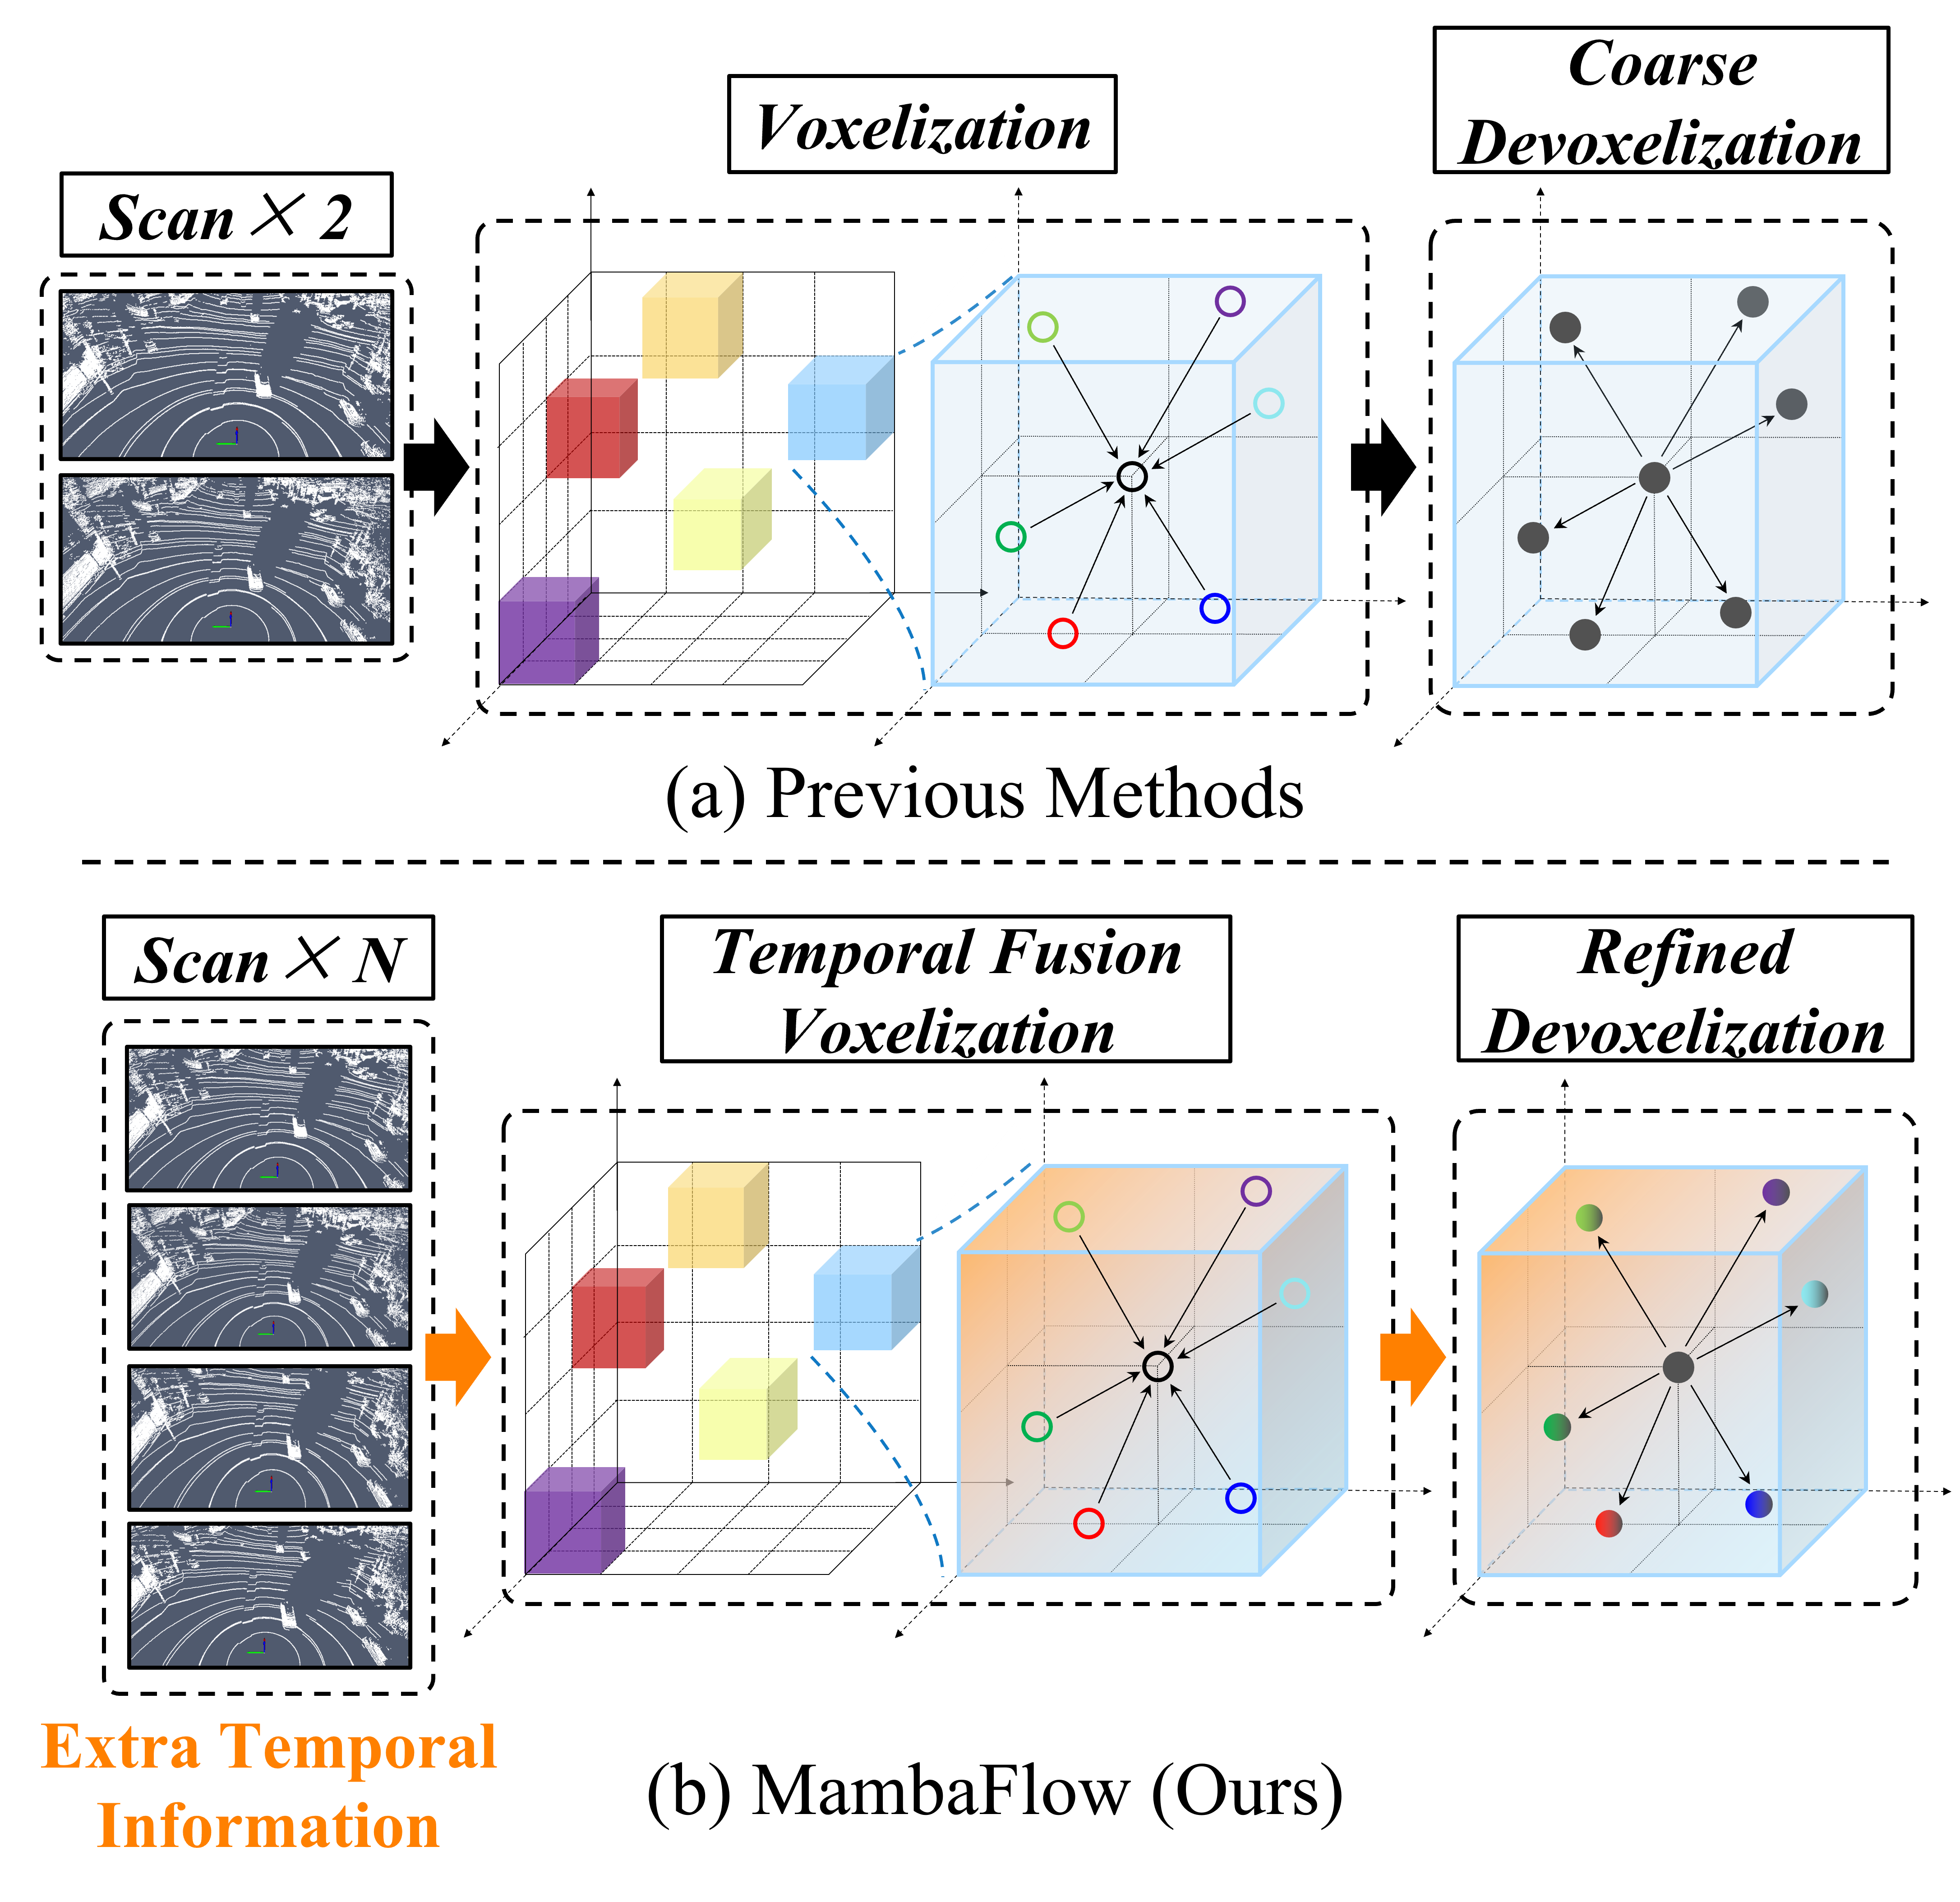 Coarse
Devoxelization
Voxelization
Scan × 2
(a) Previous Methods
Scan × N
Temporal Fusion
Voxelization
Refined
Devoxelization
Extra Temporal
Information
(b) MambaFlow (Ours)